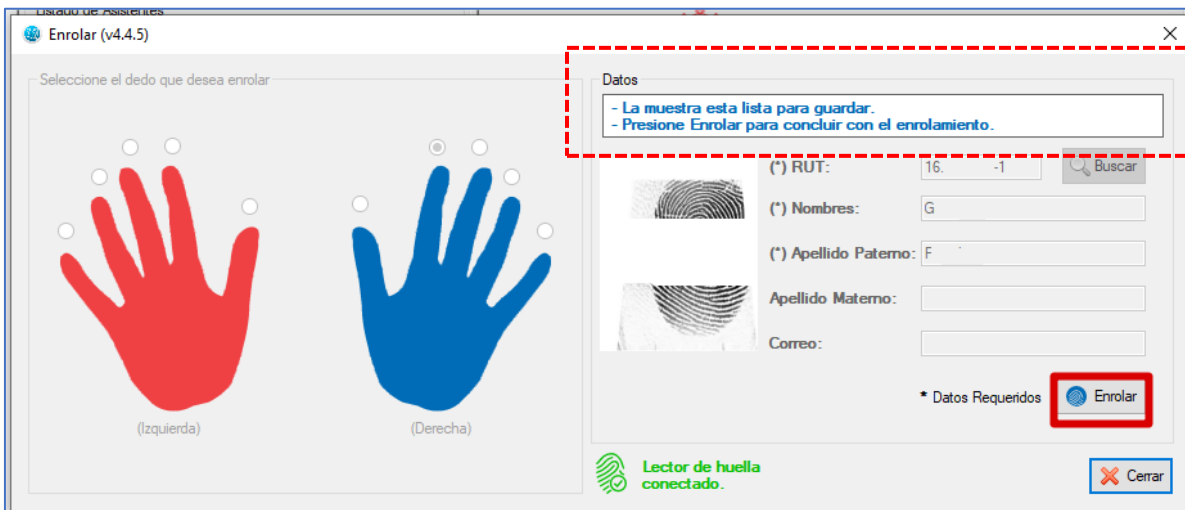 Listado de Asistentes
Enrolar (v4.4.5)
Seleccione el dedo que desea enrolar
(Izquierda)
(Derecha)
Datos
- La muestra esta lista para guardar.
- Presione Enrolar para concluir con el enrolamiento.
(*) RUT:
16. -1
Buscar
(*) Nombres:
G
(*) Apellido Paterno:
F
Apellido Materno:
Correo:
* Datos Requeridos
Enrolar
Lector de huella
conectado.
Cerrar